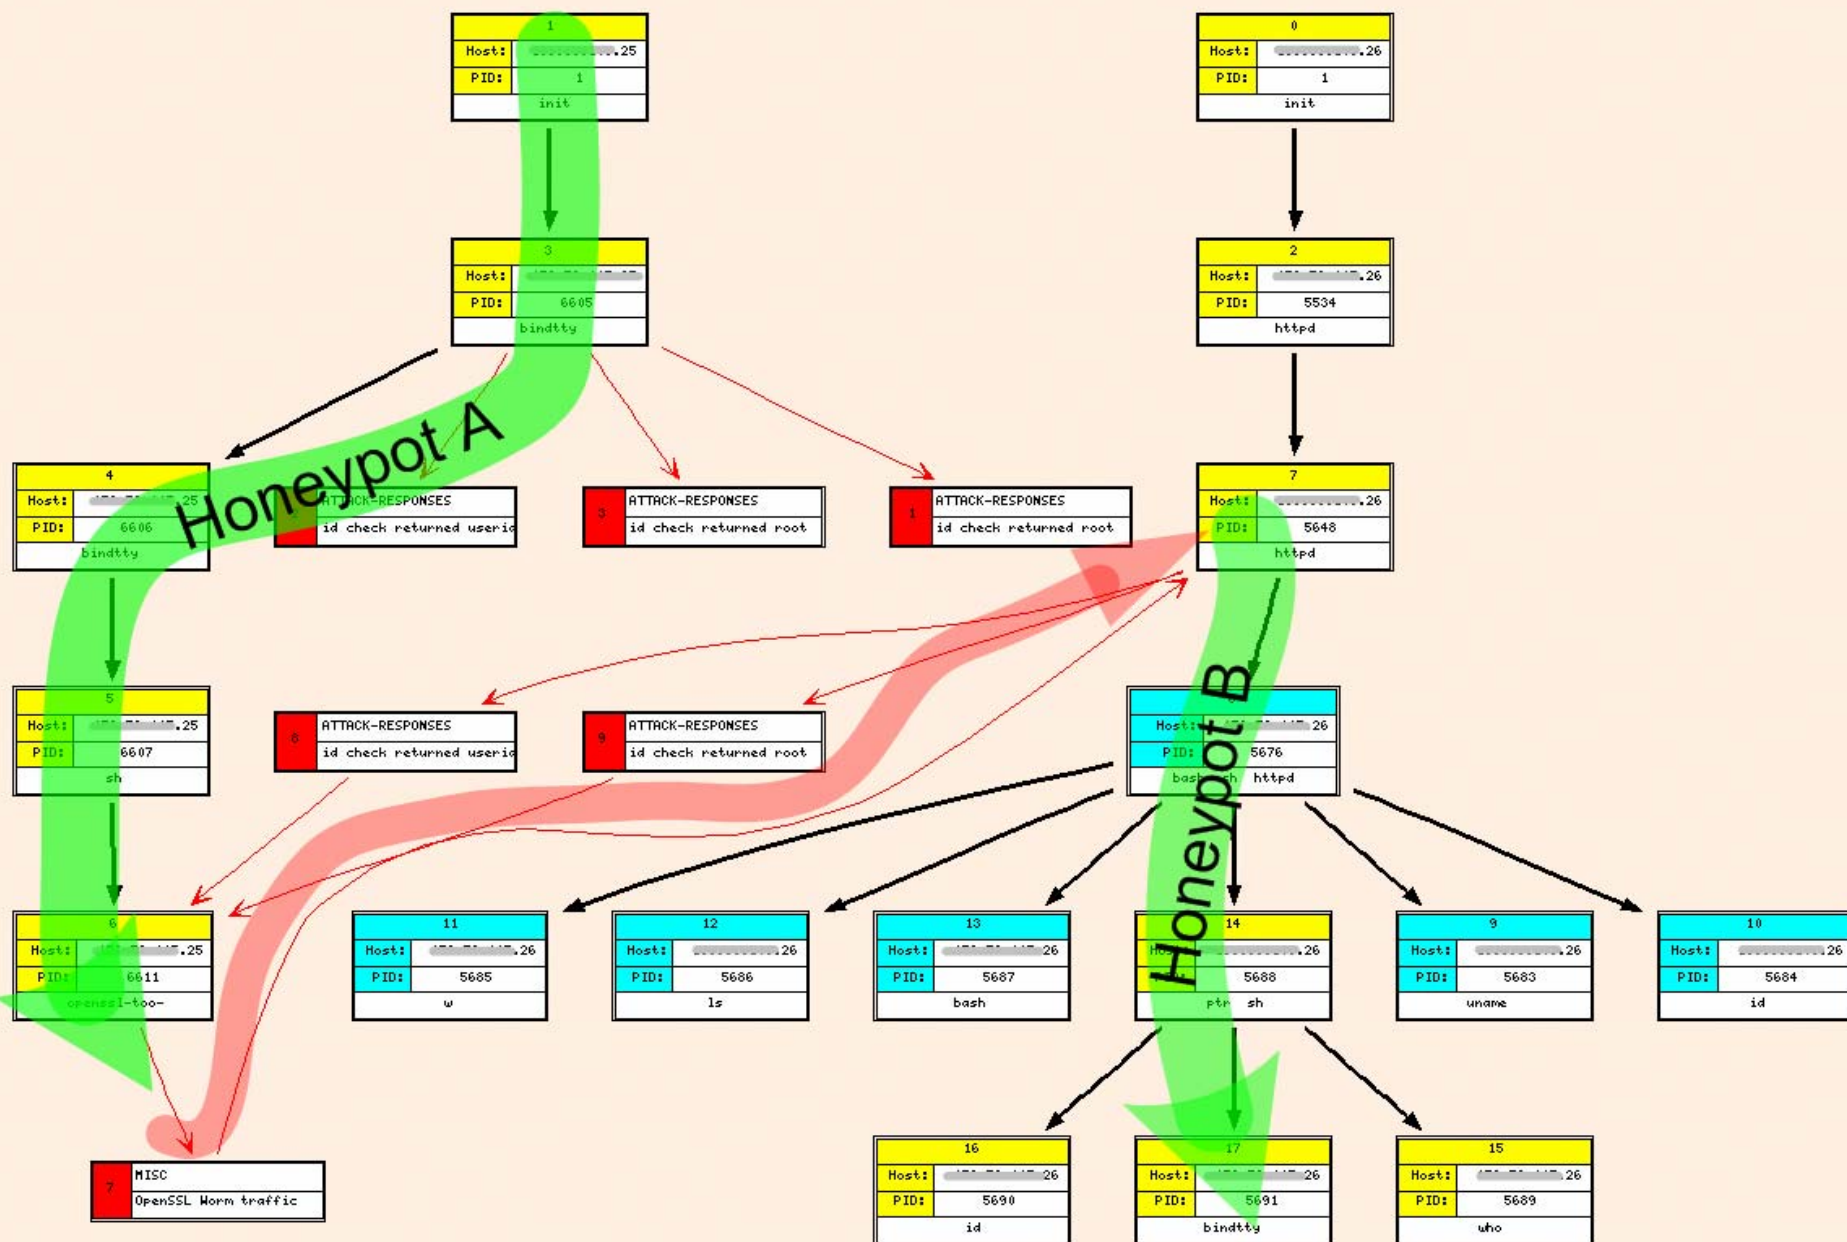 1
Host: .25
PID: 1
init
0
Host: .26
PID: 1
init
3
Host:
PID: 6605
bindtty
2
Host: .26
PID: 5534
httpd
Honeypot A
4
Host: .25
PID: 6606
bindtty
ATTACK-RESPONSES
id check returned userid
3
ATTACK-RESPONSES
id check returned root
1
ATTACK-RESPONSES
id check returned root
7
Host: .26
PID: 5648
httpd
5
Host: .25
PID: 6607
sh
8
ATTACK-RESPONSES
id check returned userid
9
ATTACK-RESPONSES
id check returned root
Host: 26
PID: 5676
bash sh httpd
Honeypot B
6
Host: .25
PID: 6611
openssl-too-
11
Host: .26
PID: 5685
w
12
Host: .26
PID: 5686
ls
13
Host: 26
PID: 5687
bash
14
Host: .26
5688
sh
9
Host: .26
PID: 5683
uname
10
Host: 26
PID: 5684
id
7
MISC
OpenSSL Worm traffic
16
Host: 26
PID: 5690
id
17
Host: 26
PID: 5691
bindtty
15
Host: .26
PID: 5689
who